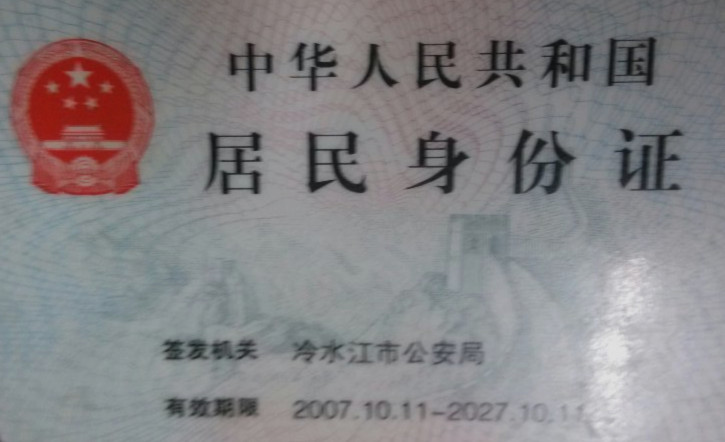 中华人民共和国
居民身份证
签发机关 冷水江市公安局
有效期限 2007.10.11-2027.10.11